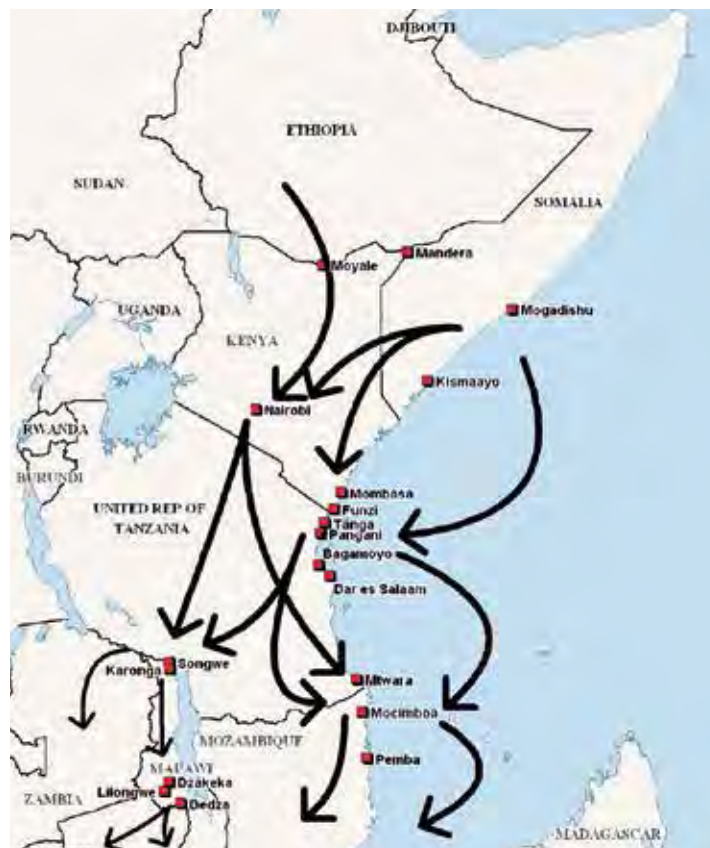 DJIBOUTI
ETHIOPIA
SUDAN
SOMALIA
Moyale
Mandera
UGANDA
Mogadishu
KENYA
Kismaayo
Nairobi
RWANDA
BURUNDI
Mombasa
UNITED REP OF
TANZANIA
Funzi
Tanga
Pangani
Bagamoyo
Dar es Salaam
Songwe
Karonga
Mtwara
Mocimboa
MOZAMBIQUE
Pemba
MALAWI
Dzakeka
Lilongwe
ZAMBIA
Dedza
MADAGASCAR